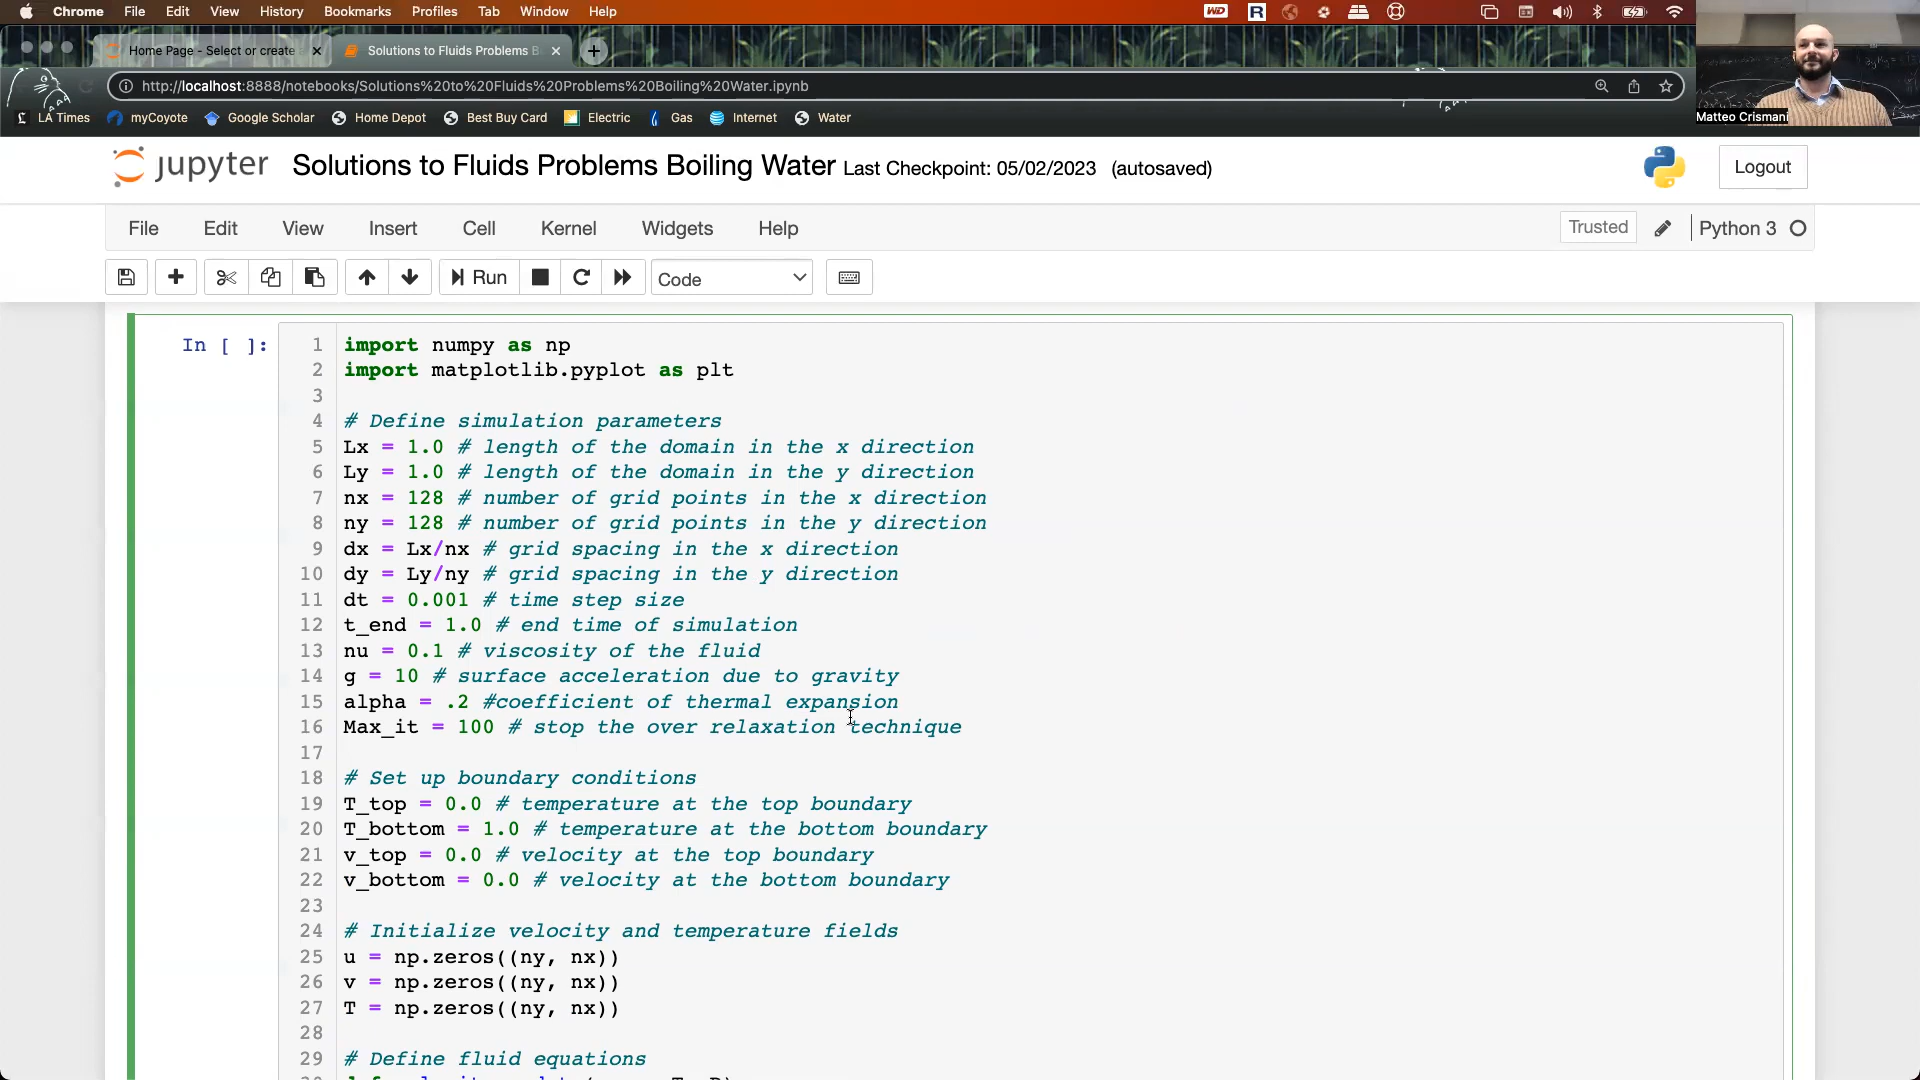 Chrome File Edit View History Bookmarks Profiles Tab Window Help
WD R
Home Page - Select or create
Solutions to Fluids Problems B
http://localhost:8888/notebooks/Solutions%20to%20Fluids%20Problems%20Boiling%20Water.ipynb
LA Times myCoyote Google Scholar Home Depot Best Buy Card Electric Gas Internet Water
Matteo Crismani
jupyter Solutions to Fluids Problems Boiling Water Last Checkpoint: 05/02/2023 (autosaved)
Logout
File Edit View Insert Cell Kernel Widgets Help
Trusted Python 3
Run Code
In [ ]:
1 import numpy as np
2 import matplotlib.pyplot as plt
3
4 # Define simulation parameters
5 Lx = 1.0 # length of the domain in the x direction
6 Ly = 1.0 # length of the domain in the y direction
7 nx = 128 # number of grid points in the x direction
8 ny = 128 # number of grid points in the y direction
9 dx = Lx/nx # grid spacing in the x direction
10 dy = Ly/ny # grid spacing in the y direction
11 dt = 0.001 # time step size
12 t_end = 1.0 # end time of simulation
13 nu = 0.1 # viscosity of the fluid
14 g = 10 # surface acceleration due to gravity
15 alpha = .2 #coefficient of thermal expansion
16 Max_it = 100 # stop the over relaxation technique
17
18 # Set up boundary conditions
19 T_top = 0.0 # temperature at the top boundary
20 T_bottom = 1.0 # temperature at the bottom boundary
21 v_top = 0.0 # velocity at the top boundary
22 v_bottom = 0.0 # velocity at the bottom boundary
23
24 # Initialize velocity and temperature fields
25 u = np.zeros((ny, nx))
26 v = np.zeros((ny, nx))
27 T = np.zeros((ny, nx))
28
29 # Define fluid equations